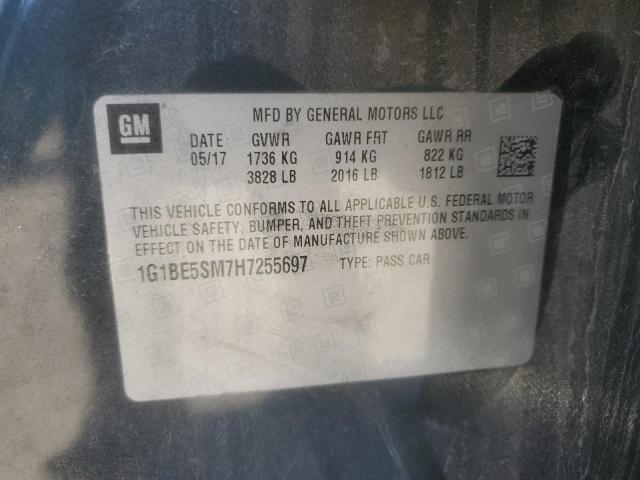 GM
MFD BY GENERAL MOTORS LLC
DATE GVWR GAWR FRT GAWR RR
05/17 1736 KG 914 KG 822 KG
3828 LB 2016 LB 1812 LB
THIS VEHICLE CONFORMS TO ALL APPLICABLE U.S. FEDERAL MOTOR
VEHICLE SAFETY, BUMPER, AND THEFT PREVENTION STANDARDS IN
EFFECT ON THE DATE OF MANUFACTURE SHOWN ABOVE.
1G1BE5SM7H7255697 TYPE: PASS CAR